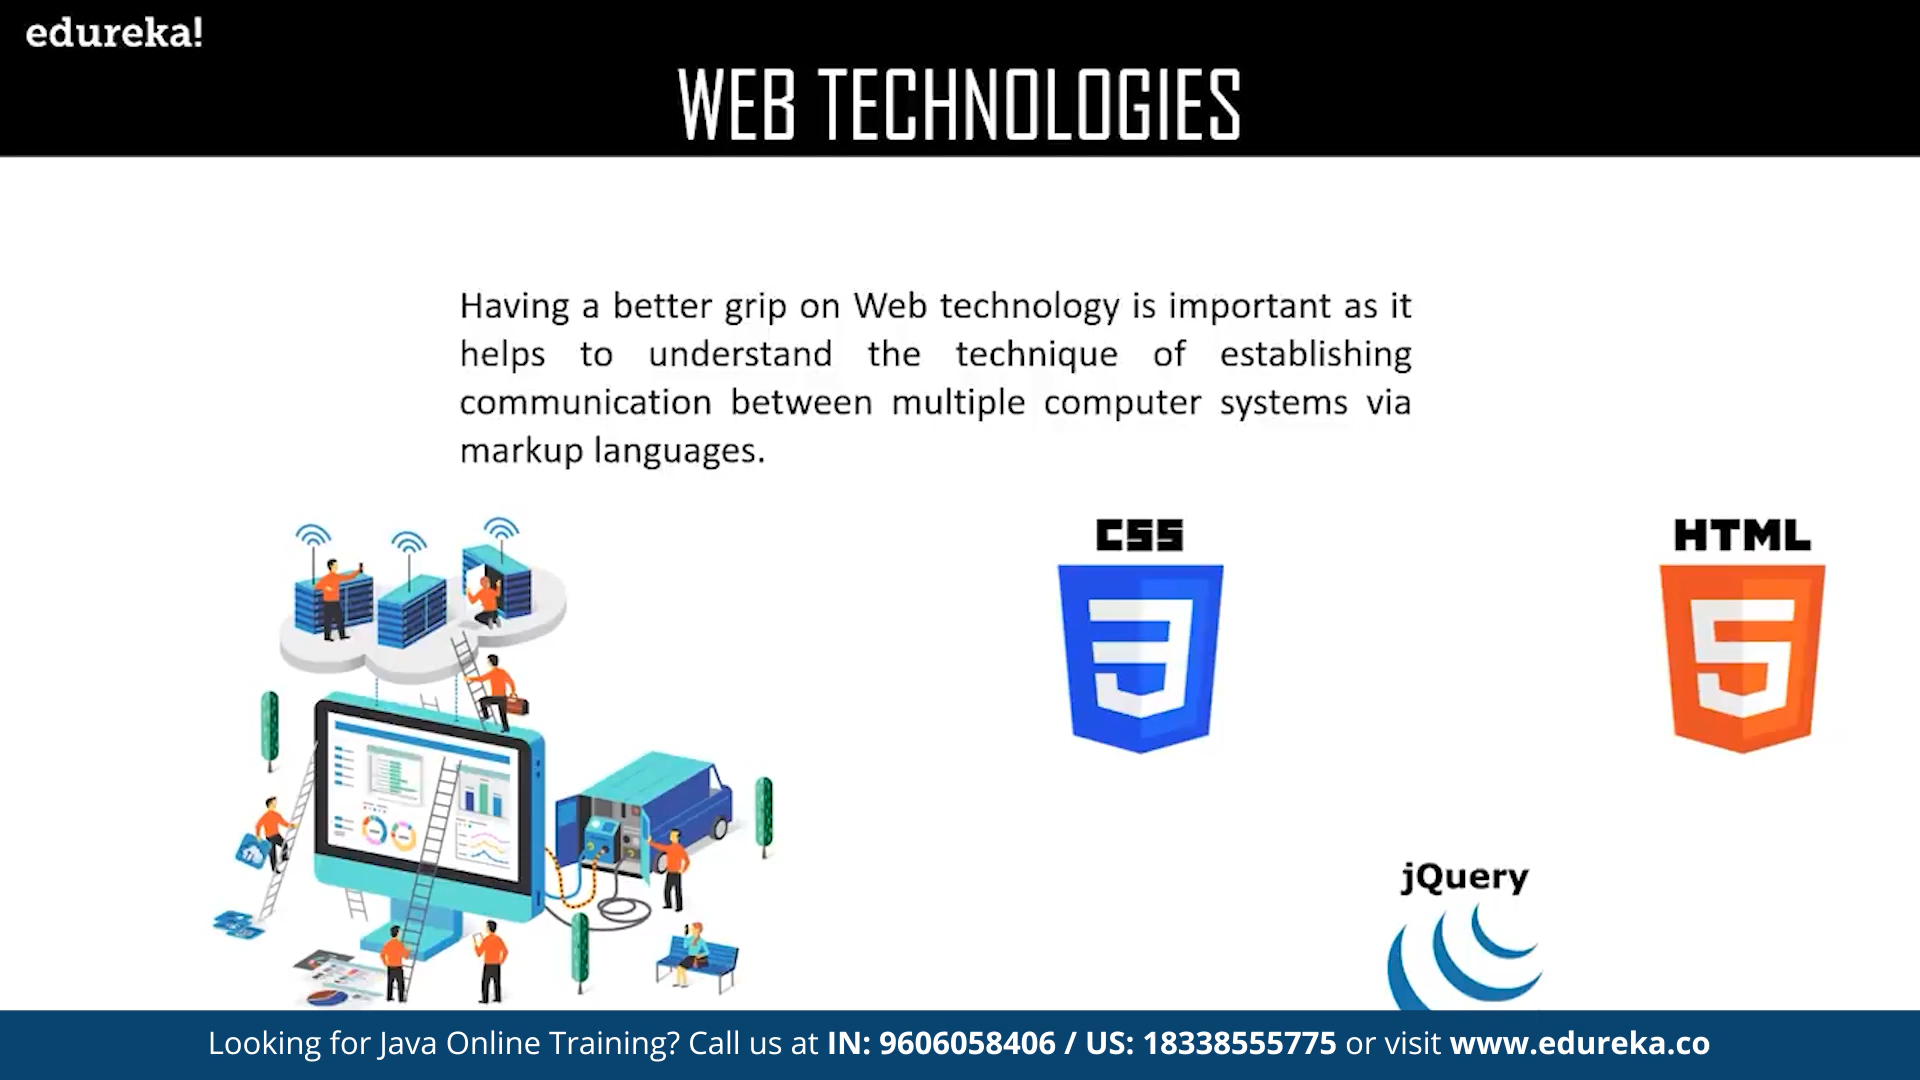 edureka!
WEB TECHNOLOGIES
Having a better grip on Web technology is important as it
helps to understand the technique of establishing
communication between multiple computer systems via
markup languages.
CSS
HTML
3
5
jQuery
Looking for Java Online Training? Call us at IN: 9606058406 / US: 18338555775 or visit www.edureka.co